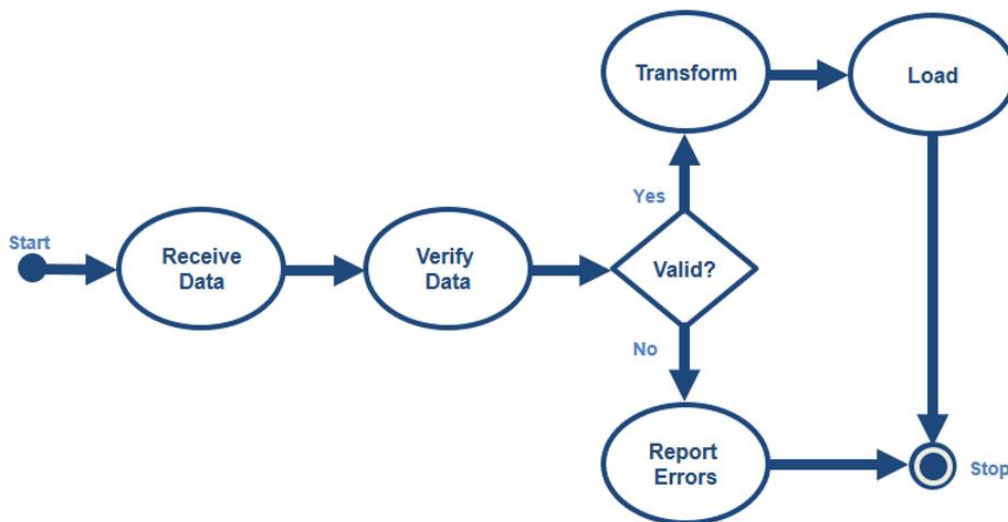 Start
Receive
Data
Verify
Data
Valid?
Yes
Transform
Load
No
Report
Errors
Stop